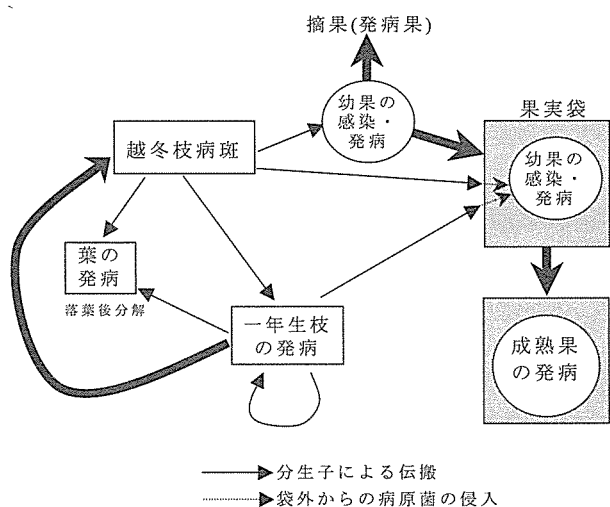 摘果(発病果)
幼果の
感染・
発病
果実袋
越冬枝病斑
幼果の
感染・
発病
葉の
発病
落葉後分解
一年生枝
の発病
成熟果
の発病
分生子による伝搬
袋外からの病原菌の侵入